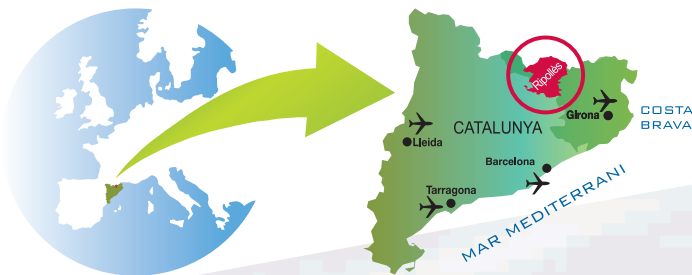 Ripollès
Girona
COSTA
BRAVA
CATALUNYA
Lleida
Barcelona
Tarragona
MAR MEDITERRANI